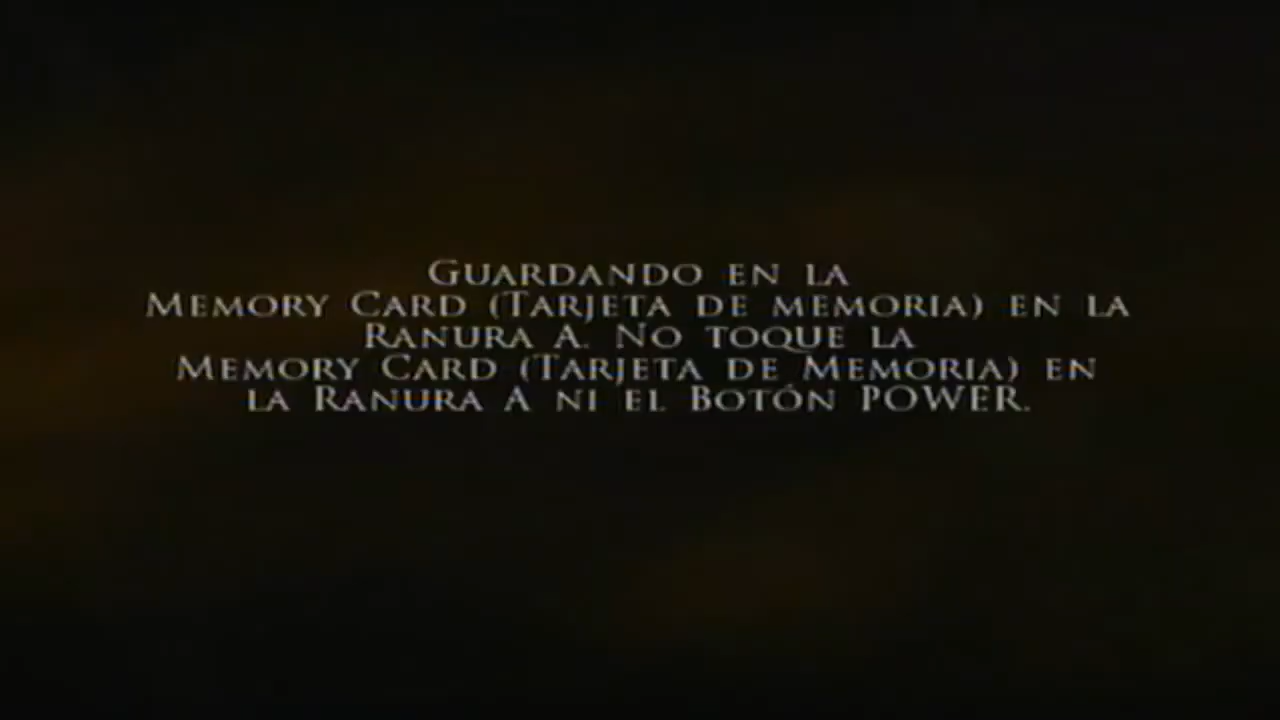 Guardando en la
Memory Card (Tarjeta de memoria) en la
Ranura A. No toque la
Memory Card (Tarjeta de Memoria) en
la Ranura A ni el Botón POWER.